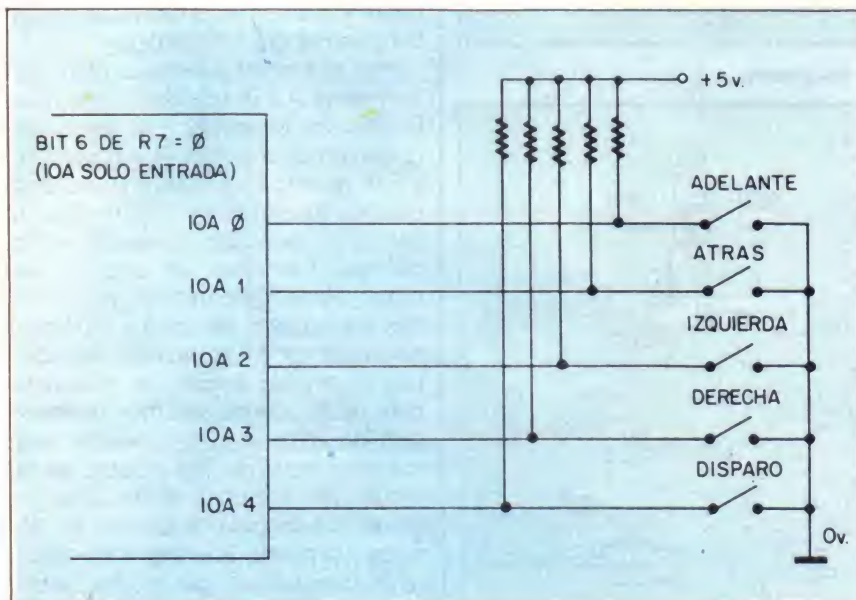 +5v.
BIT 6 DE R7 = Ø
(IOA SOLO ENTRADA)
ADELANTE
IOA Ø
ATRAS
IOA 1
IZQUIERDA
IOA 2
DERECHA
IOA 3
DISPARO
IOA 4
Ov.